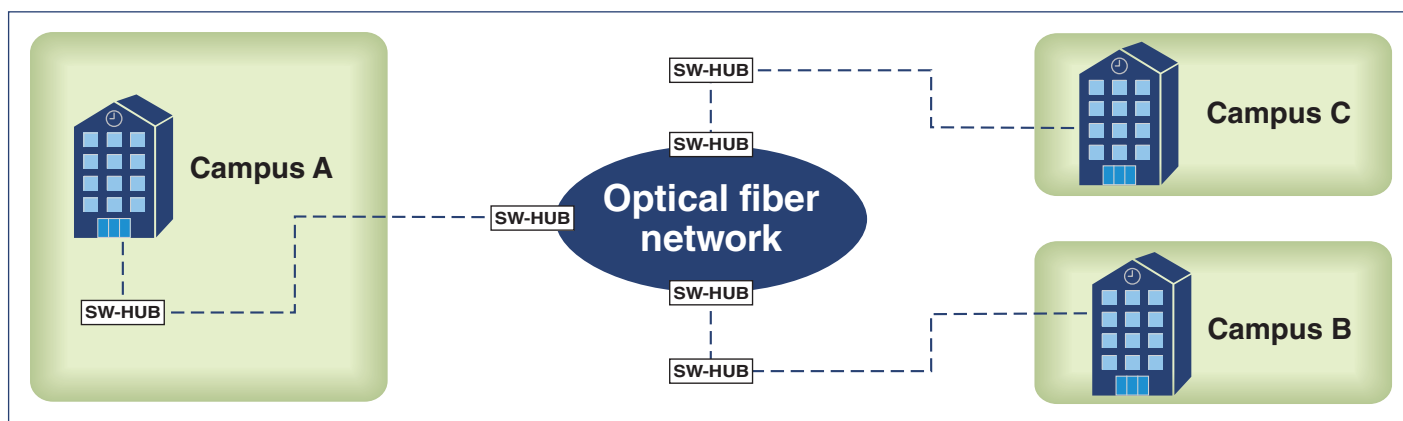 SW-HUB
Campus C
SW-HUB
Campus A
Optical fiber
network
SW-HUB
SW-HUB
SW-HUB
Campus B
SW-HUB